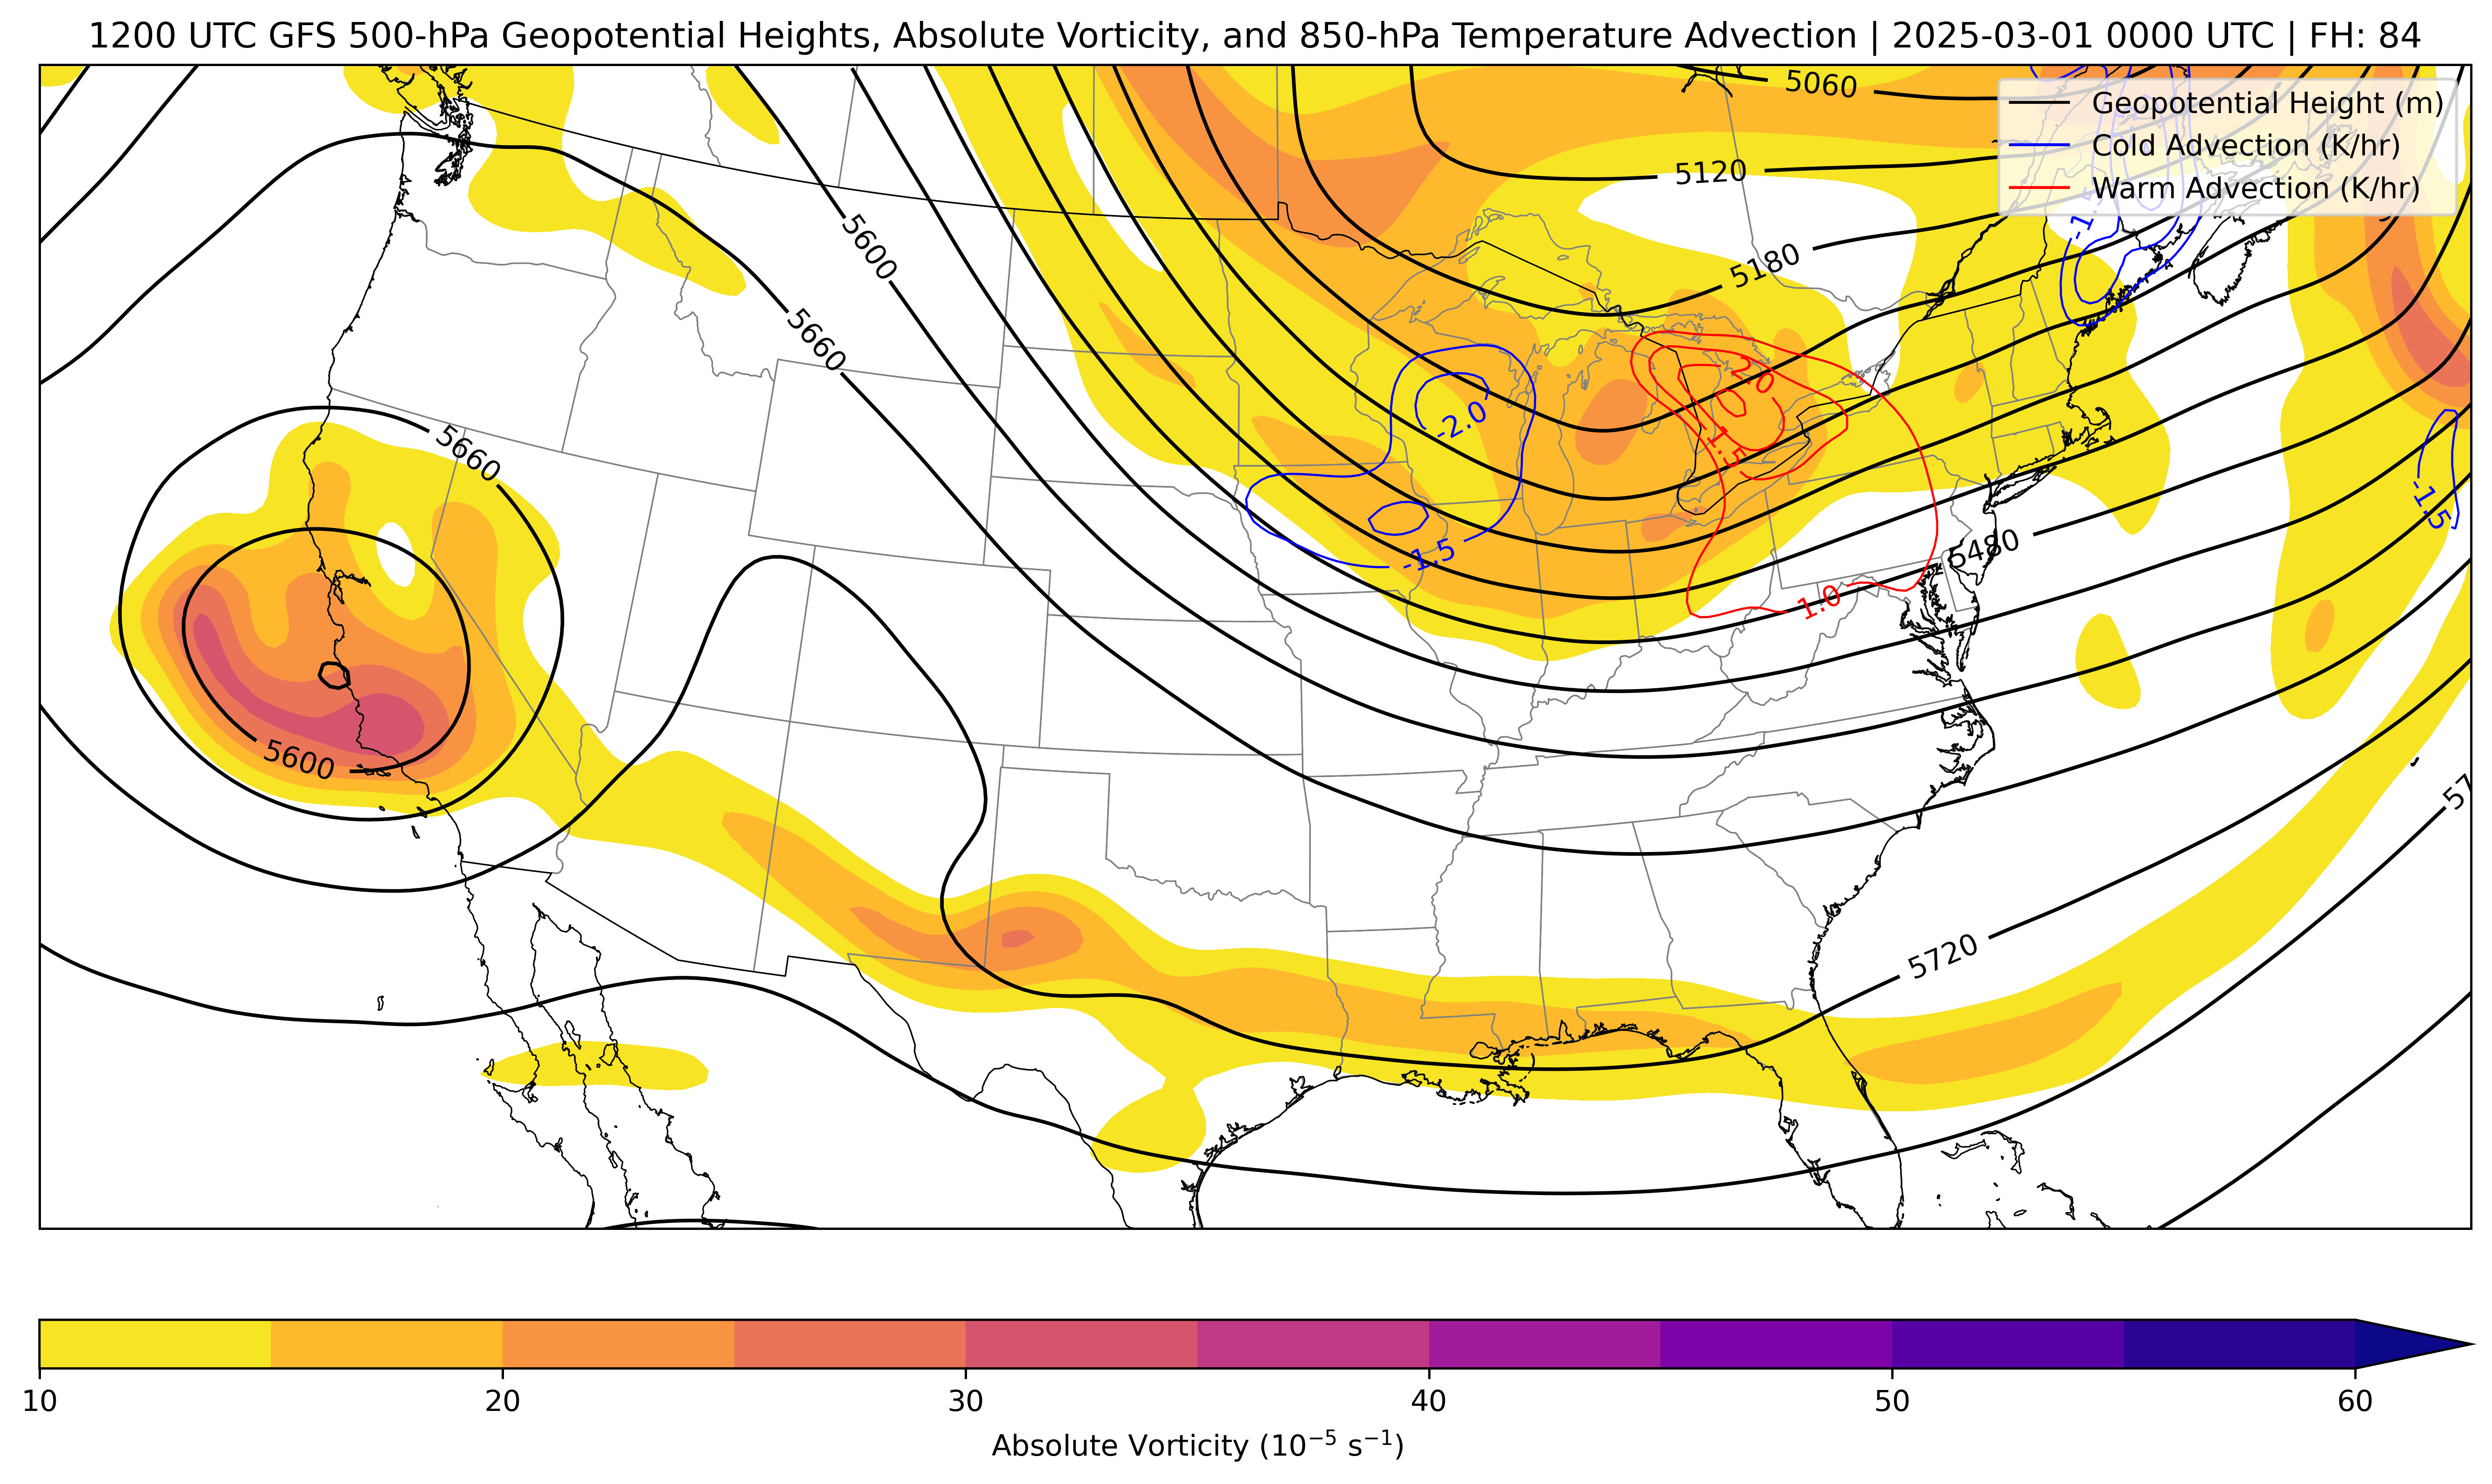 1200 UTC GFS 500-hPa Geopotential Heights, Absolute Vorticity, and 850-hPa Temperature Advection | 2025-03-01 0000 UTC | FH: 84
5060
Geopotential Height (m)
Cold Advection (K/hr)
Warm Advection (K/hr)
5120
-1.5
5600
5180
5660
2.0
-2.0
5660
1.5
-1.5
-1.5
5480
1.0
5600
5720
10 20 30 40 50 60
Absolute Vorticity (10⁻⁵ s⁻¹)